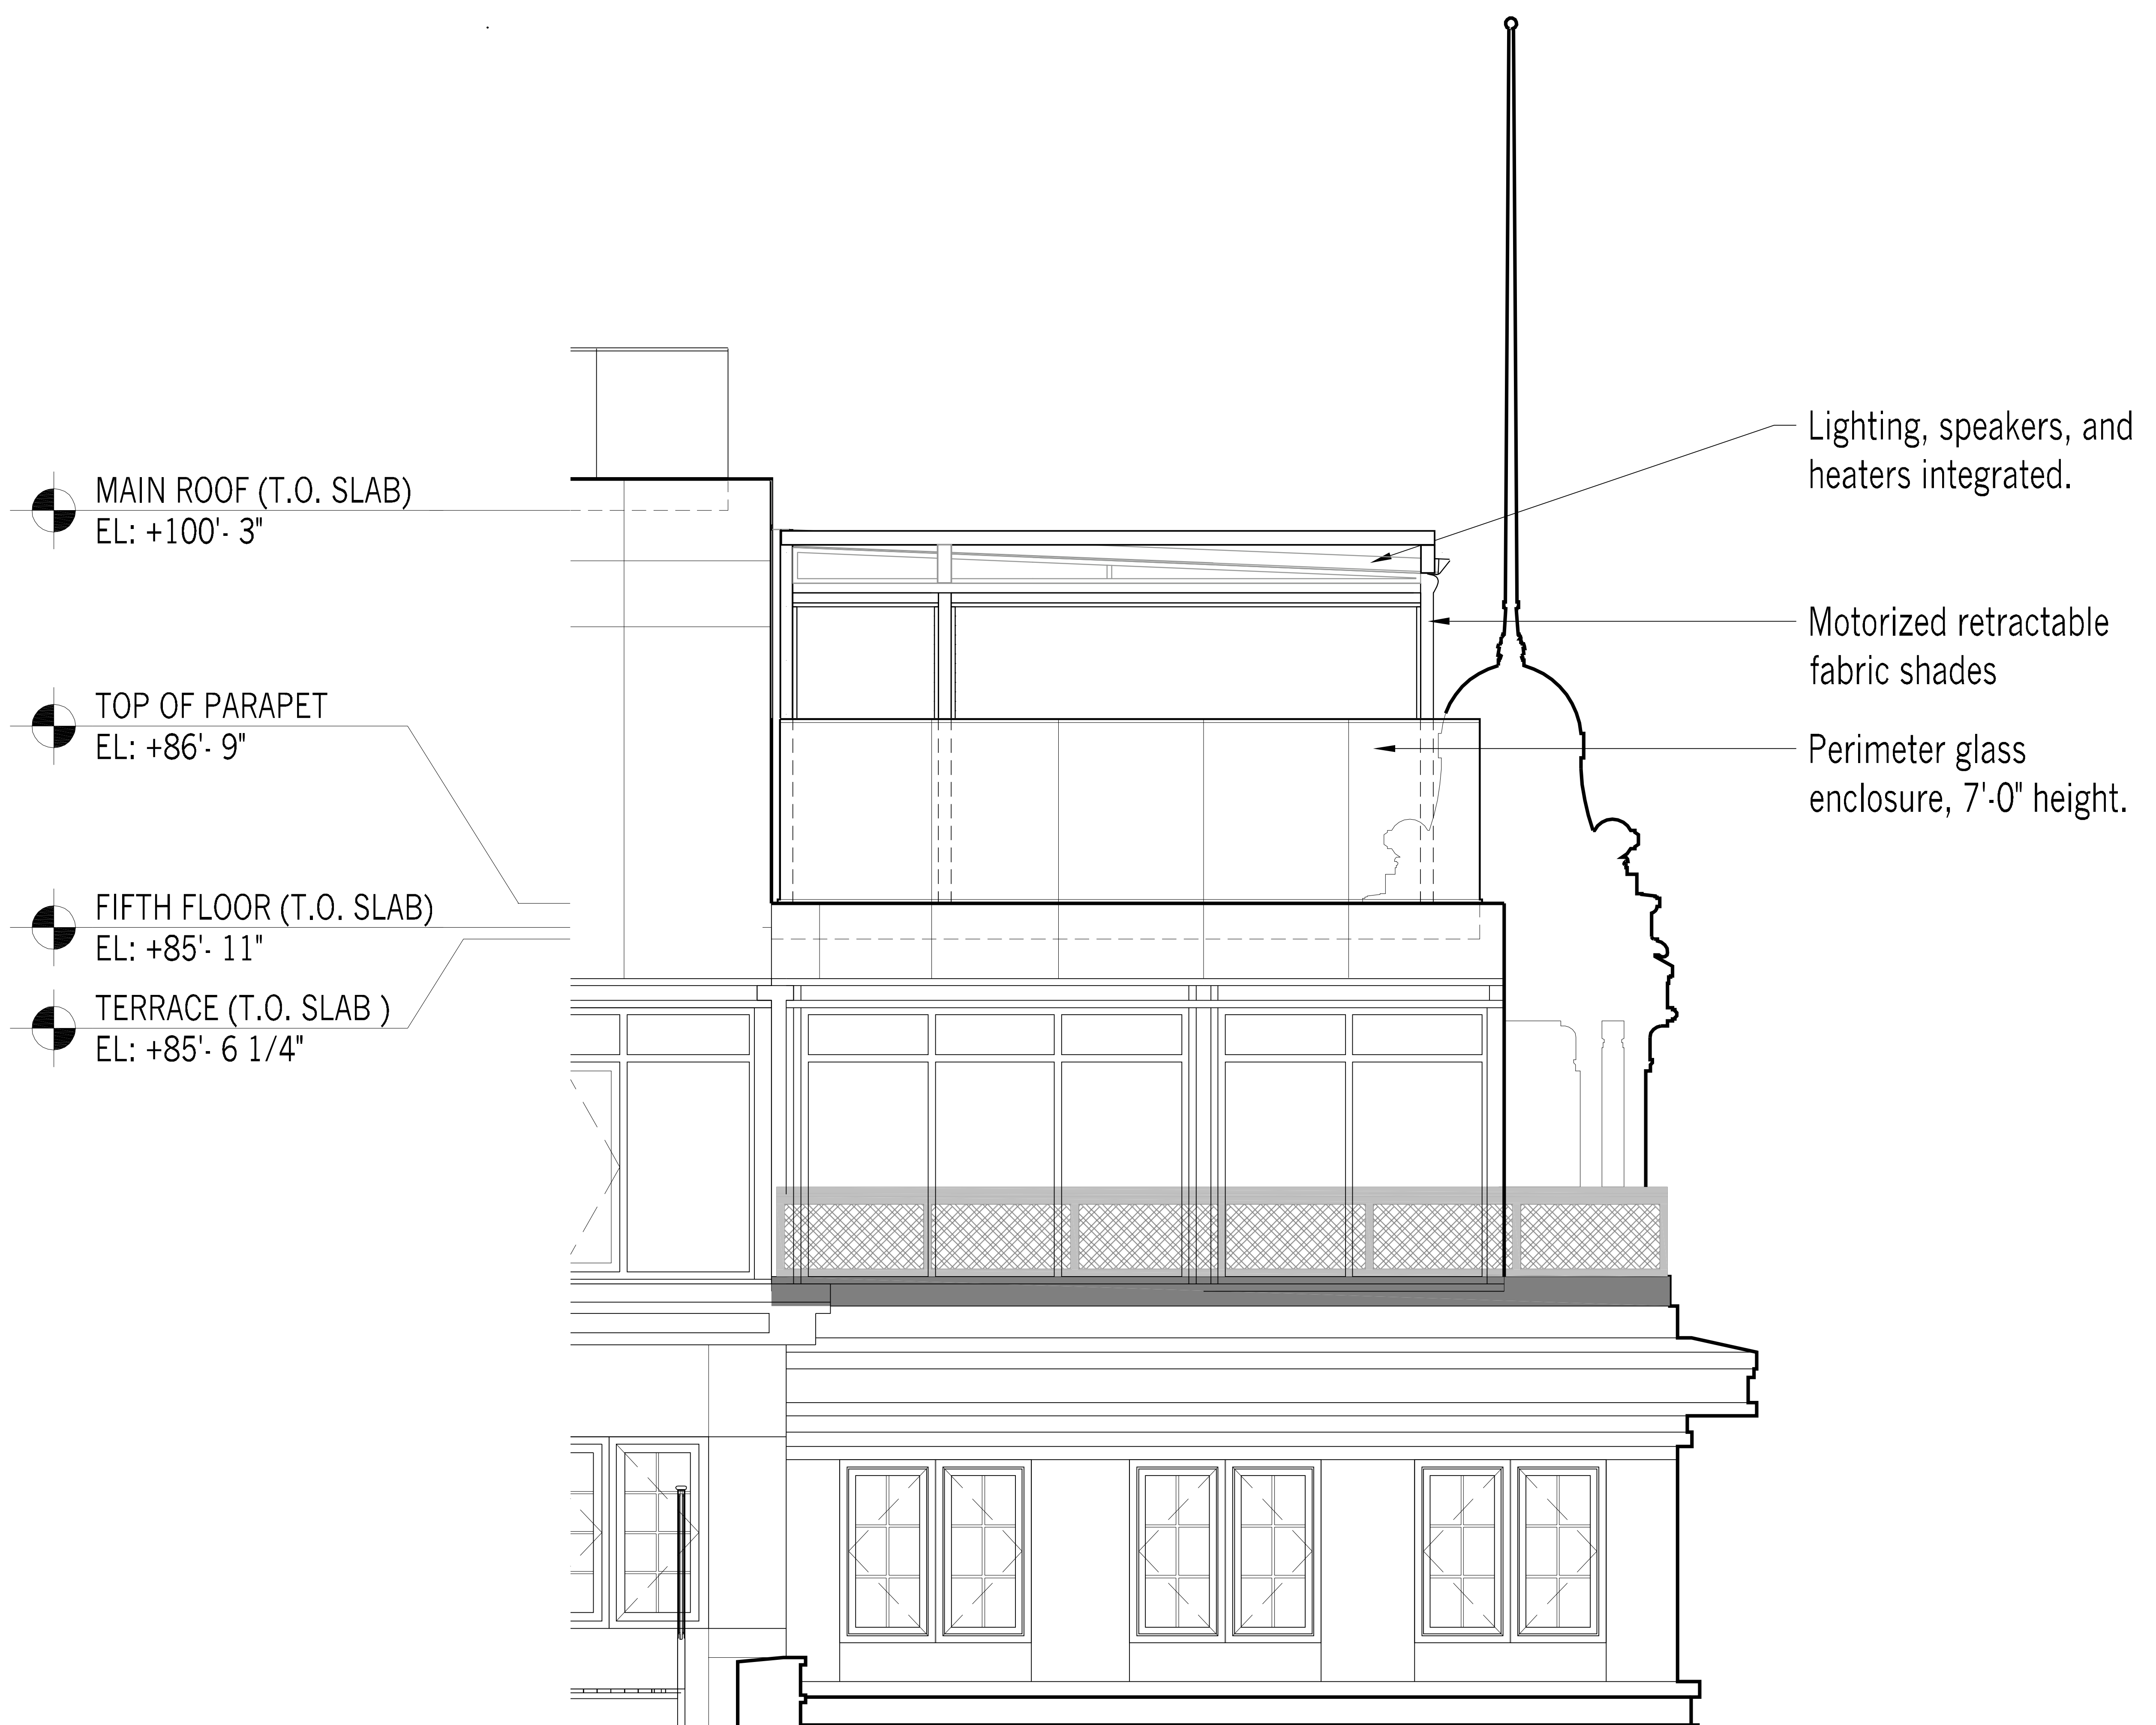 MAIN ROOF (T.O. SLAB)
EL: +100'- 3"
TOP OF PARAPET
EL: +86'- 9"
FIFTH FLOOR (T.O. SLAB)
EL: +85'- 11"
TERRACE (T.O. SLAB )
EL: +85'- 6 1/4"
Lighting, speakers, and
heaters integrated.
Motorized retractable
fabric shades
Perimeter glass
enclosure, 7'-0" height.